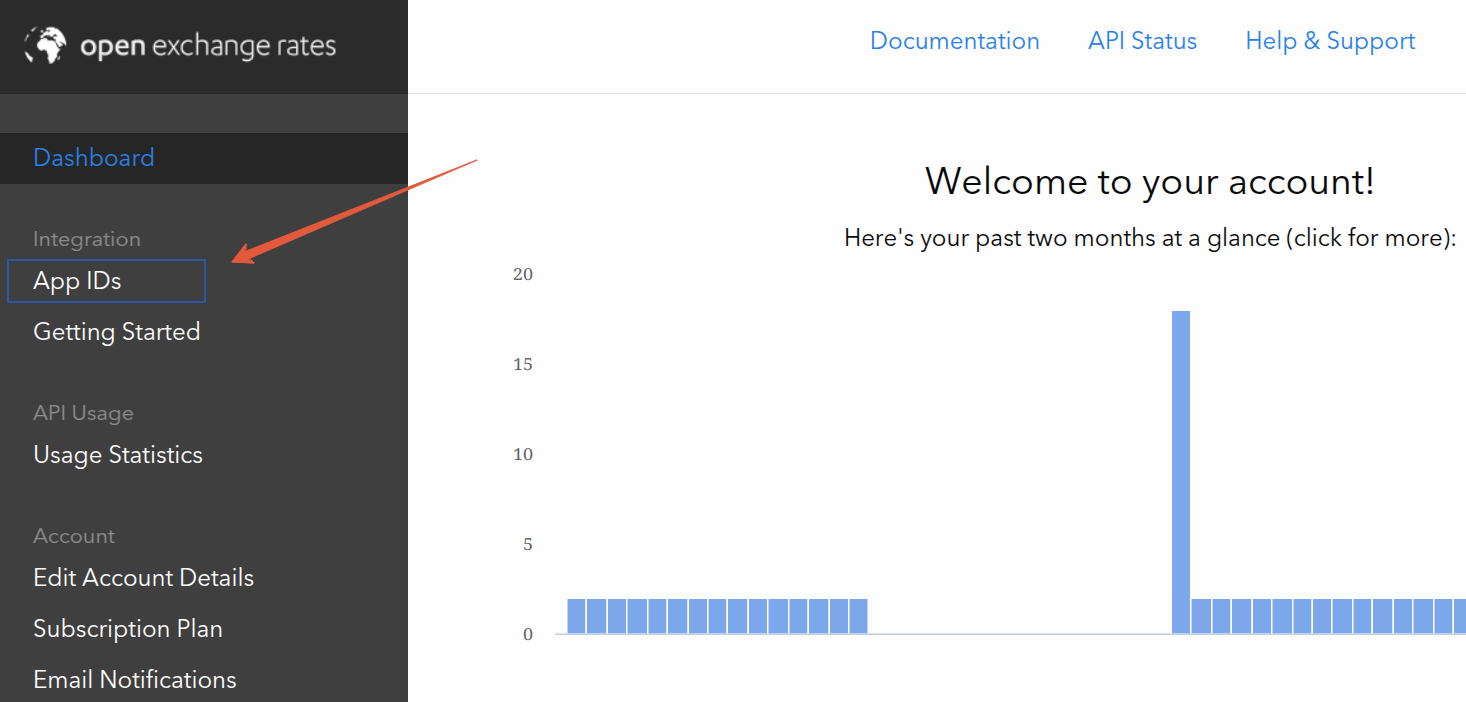 open exchange rates
Documentation
API Status
Help & Support
Dashboard
Integration
App IDs
Getting Started
API Usage
Usage Statistics
Account
Edit Account Details
Subscription Plan
Email Notifications
Welcome to your account!
Here's your past two months at a glance (click for more):
20
15
10
5
0